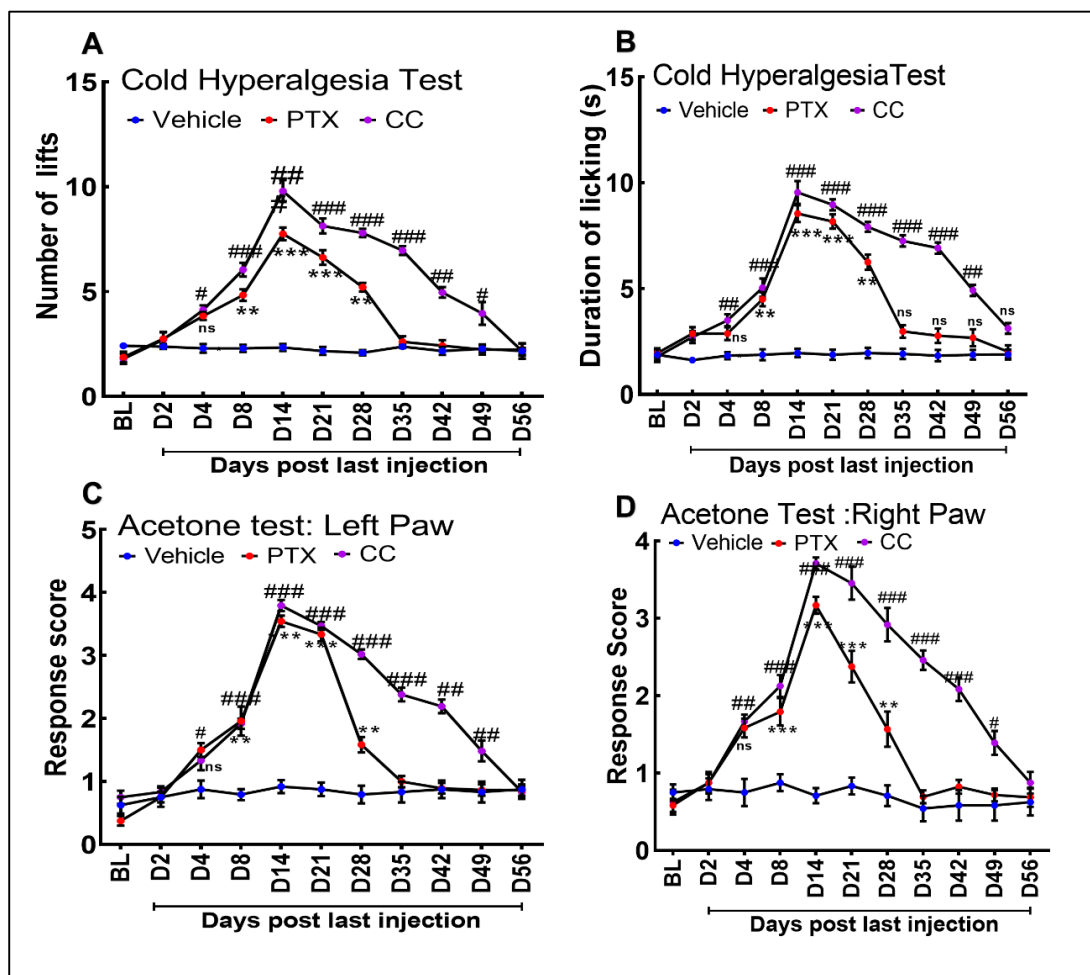 A
Cold Hyperalgesia Test
Vehicle PTX CC
Number of lifts
15
10
5
0
#
###
##
#
###
###
###
##
#
ns
**
***
***
**
BL D2 D4 D8 D14 D21 D28 D35 D42 D49 D56
Days post last injection
B
Cold HyperalgesiaTest
Vehicle PTX CC
Duration of licking (s)
15
10
5
0
##
###
###
###
###
###
###
##
ns
ns
**
***
***
**
ns
ns
ns
BL D2 D4 D8 D14 D21 D28 D35 D42 D49 D56
Days post last injection
C
Acetone test: Left Paw
Vehicle PTX CC
Response score
5
4
3
2
1
0
#
###
###
###
###
###
##
##
ns
**
**
***
**
BL D2 D4 D8 D14 D21 D28 D35 D42 D49 D56
Days post last injection
D
Acetone Test :Right Paw
Vehicle PTX CC
Response Score
4
3
2
1
0
##
###
###
###
###
###
###
#
ns
***
***
***
**
BL D2 D4 D8 D14 D21 D28 D35 D42 D49 D56
Days post last injection